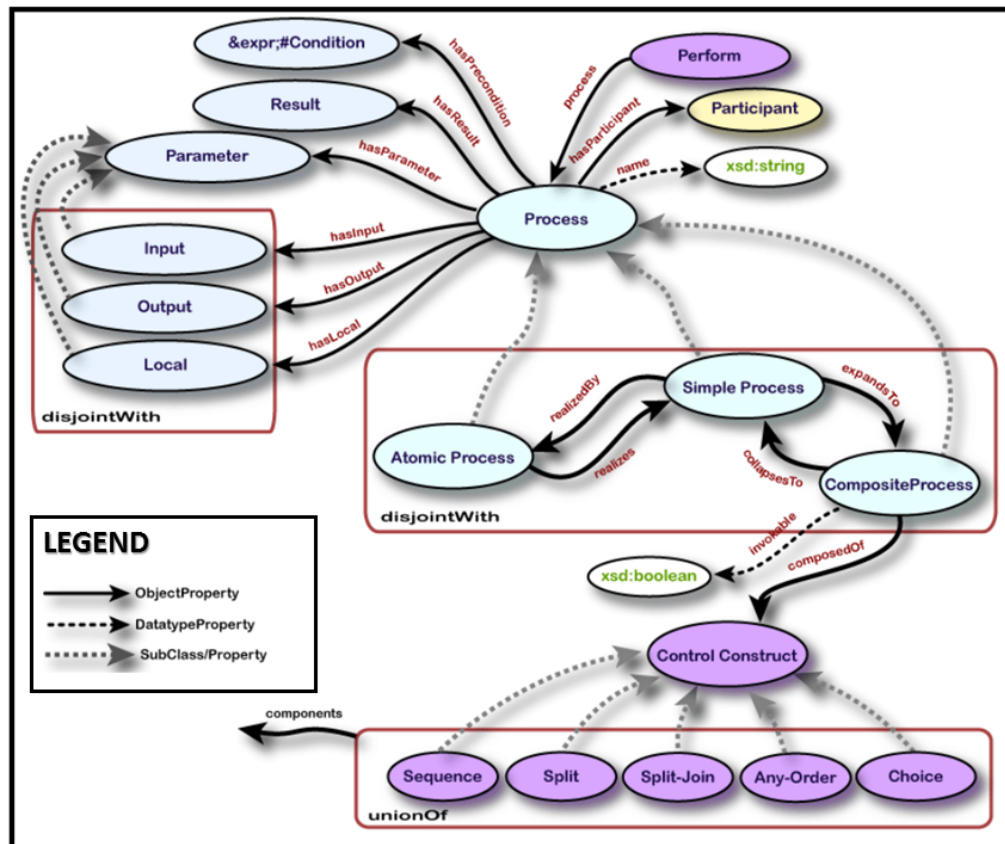 &expr;#Condition
Perform
hasPrecondition
process
Result
hasResult
hasParticipant
Participant
Parameter
hasParameter
name
xsd:string
Process
Input
hasInput
Output
hasOutput
Local
hasLocal
disjointWith
Simple Process
expandsTo
realizedBy
Atomic Process
realizes
collapsesTo
CompositeProcess
disjointWith
invokable
composedOf
xsd:boolean
LEGEND
ObjectProperty
DatatypeProperty
SubClass/Property
Control Construct
components
Sequence
Split
Split-Join
Any-Order
Choice
unionOf